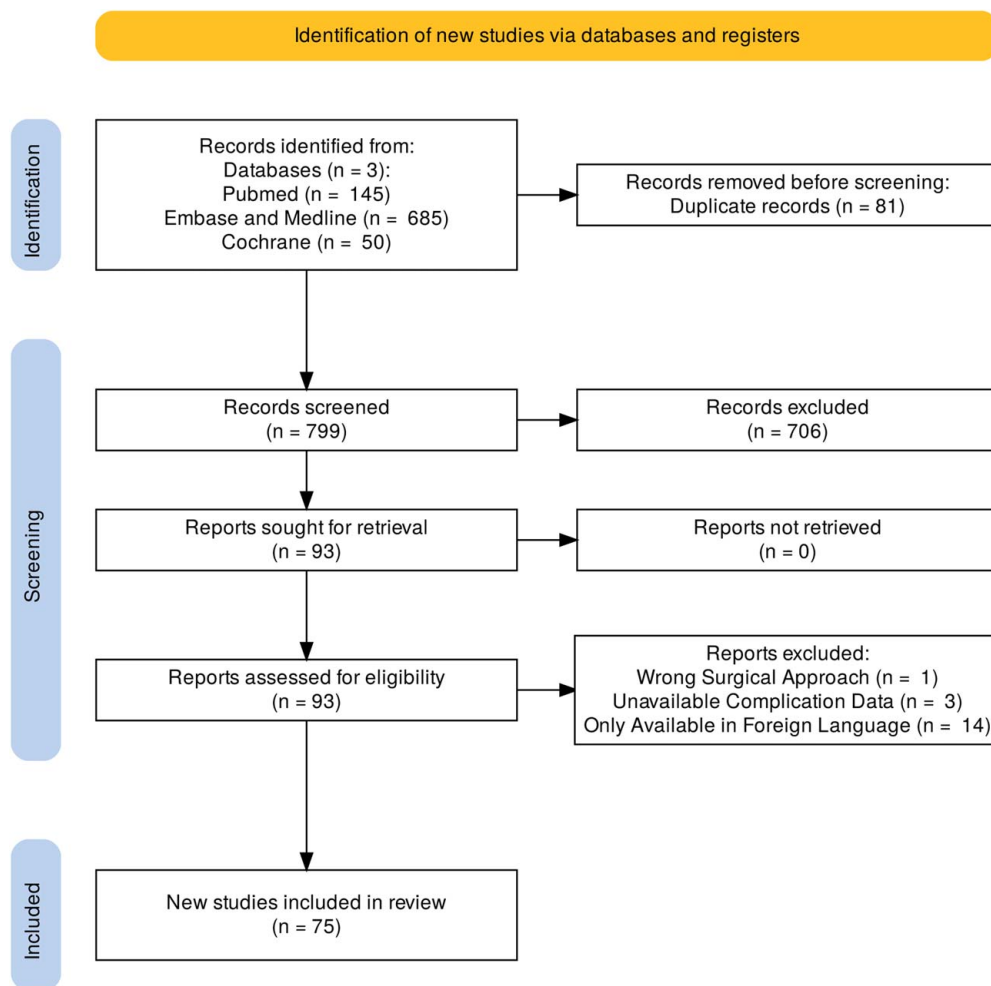 Identification of new studies via databases and registers
Identification
Records identified from:
Databases (n = 3):
Pubmed (n = 145)
Embase and Medline (n = 685)
Cochrane (n = 50)
Records removed before screening:
Duplicate records (n = 81)
Screening
Records screened
(n = 799)
Records excluded
(n = 706)
Reports sought for retrieval
(n = 93)
Reports not retrieved
(n = 0)
Reports assessed for eligibility
(n = 93)
Reports excluded:
Wrong Surgical Approach (n = 1)
Unavailable Complication Data (n = 3)
Only Available in Foreign Language (n = 14)
Included
New studies included in review
(n = 75)